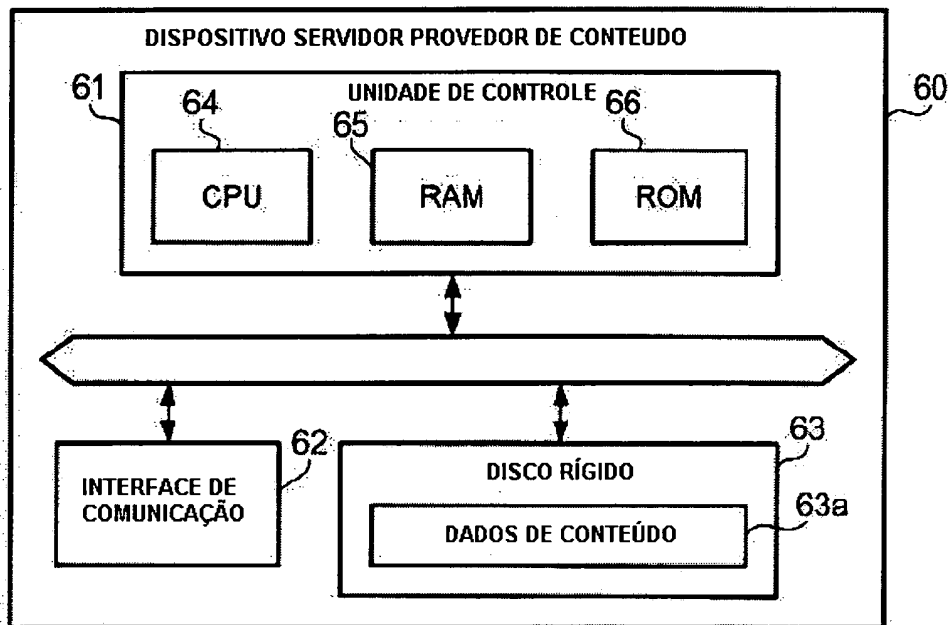 DISPOSITIVO SERVIDOR PROVEDOR DE CONTEUDO
61
UNIDADE DE CONTROLE
60
64
65
66
CPU
RAM
ROM
62
63
INTERFACE DE
COMUNICAÇÃO
DISCO RÍGIDO
63a
DADOS DE CONTEÚDO